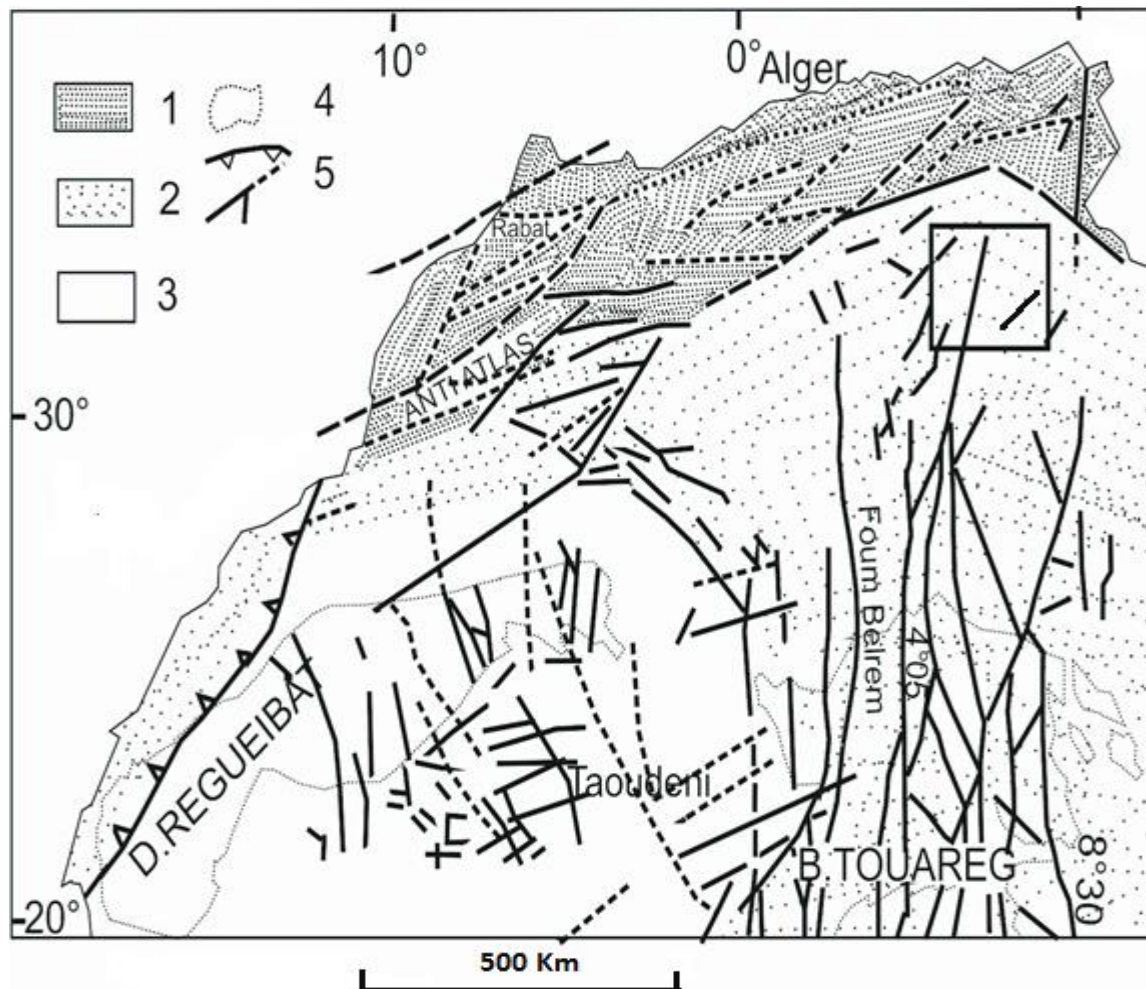 10°
0°
Alger
1
4
2
5
3
Rabat
ANTI ATLAS
30°
Foum Belrem
4°05
D.REGUEIBAT
Taoudeni
B.TOUAREG
8°30
20°
500 Km